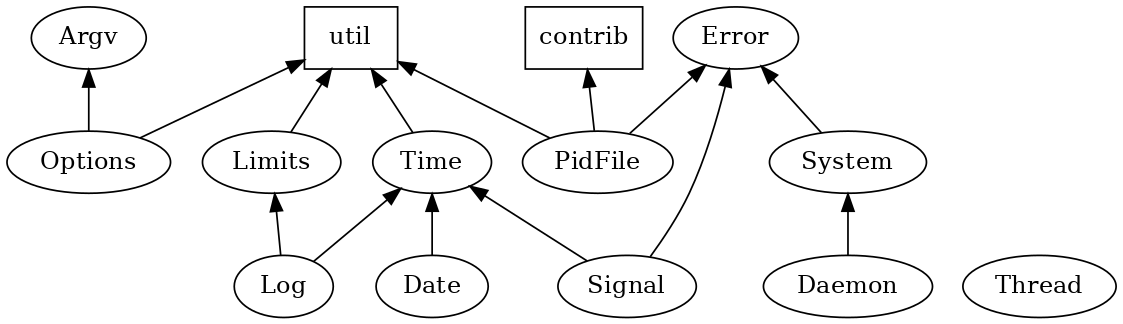 Argv
util
contrib
Error
Options
Limits
Time
PidFile
System
Log
Date
Signal
Daemon
Thread